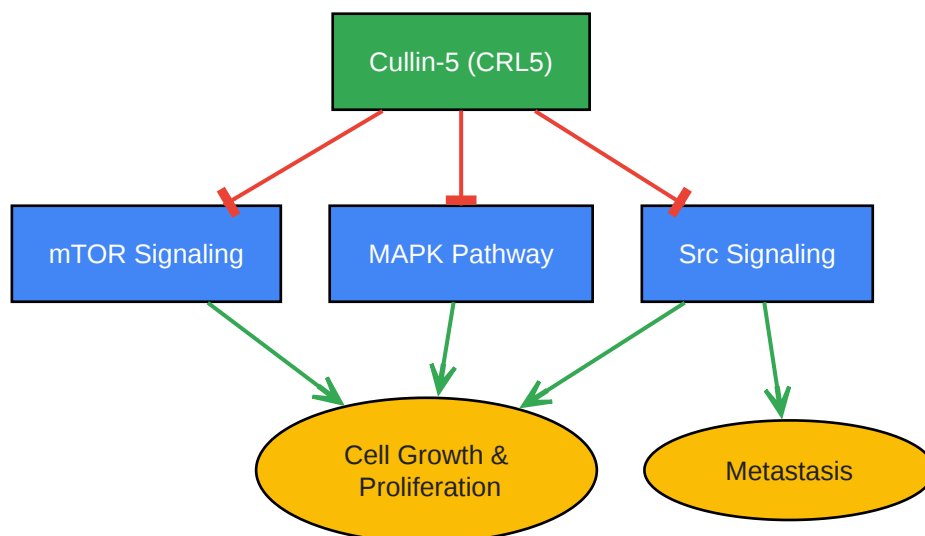 Cullin-5 (CRL5)
mTOR Signaling
MAPK Pathway
Src Signaling
Cell Growth &
Proliferation
Metastasis